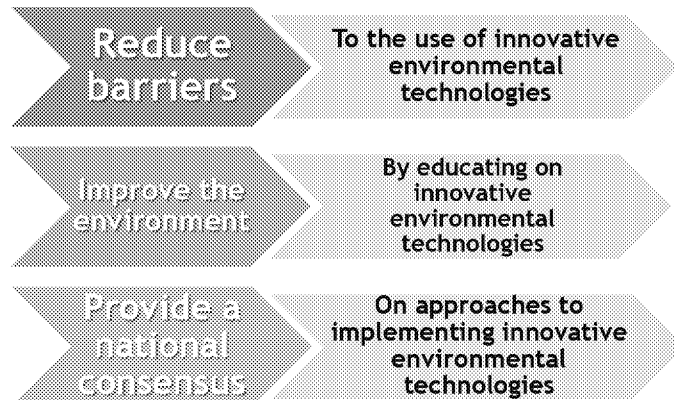 Reduce
barriers
To the use of innovative
environmental
technologies
Improve the
environment
By educating on
innovative
environmental
technologies
Provide a
national
consensus
On approaches to
implementing innovative
environmental
technologies